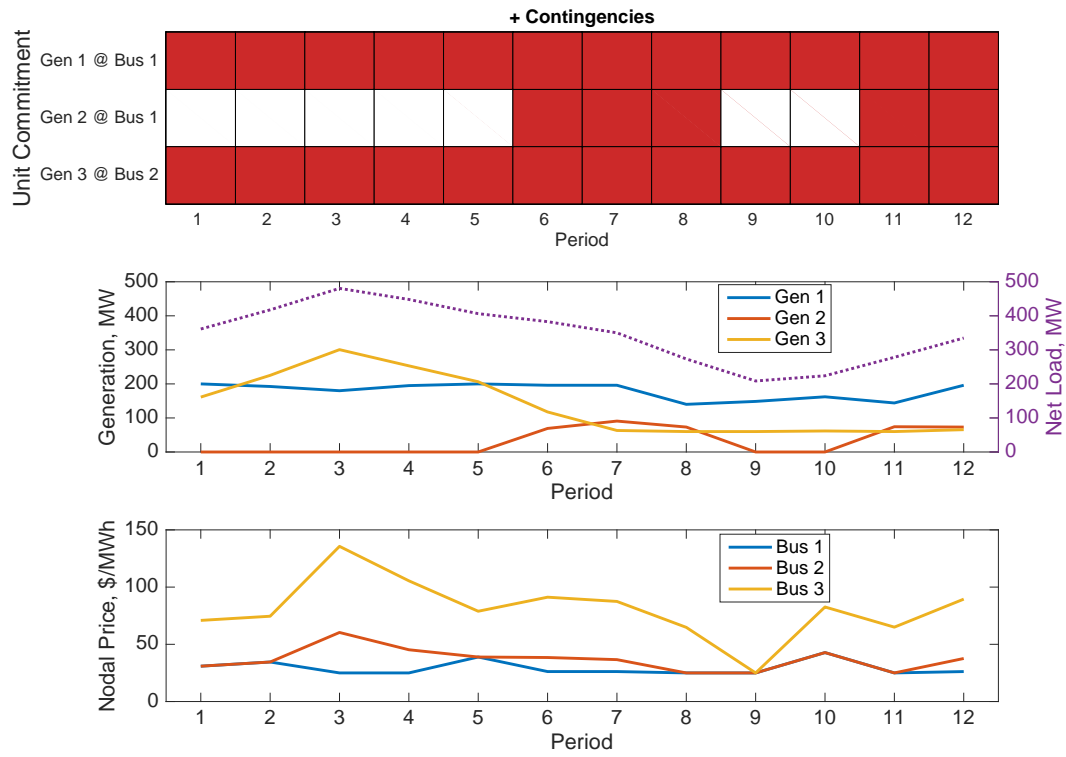 + Contingencies
Unit Commitment
Gen 1 @ Bus 1
Gen 2 @ Bus 1
Gen 3 @ Bus 2
1 2 3 4 5 6 7 8 9 10 11 12
Period
Generation, MW
500
400
300
200
100
0
Gen 1
Gen 2
Gen 3
500
400
300
200
100
0
Net Load, MW
1 2 3 4 5 6 7 8 9 10 11 12
Period
Nodal Price, $/MWh
150
100
50
0
Bus 1
Bus 2
Bus 3
1 2 3 4 5 6 7 8 9 10 11 12
Period